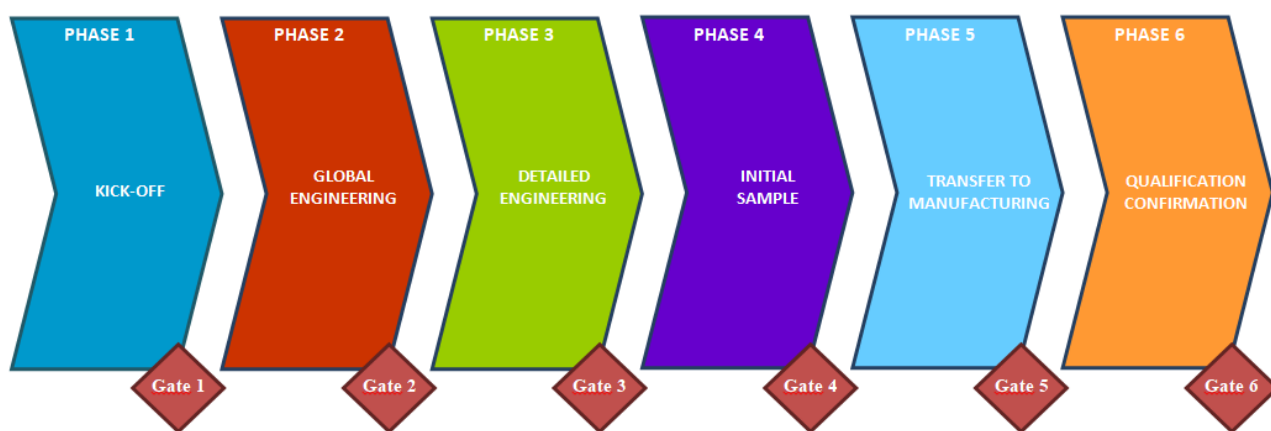 PHASE 1
KICK-OFF
Gate 1
PHASE 2
GLOBAL
ENGINEERING
Gate 2
PHASE 3
DETAILED
ENGINEERING
Gate 3
PHASE 4
INITIAL
SAMPLE
Gate 4
PHASE 5
TRANSFER TO
MANUFACTURING
Gate 5
PHASE 6
QUALIFICATION
CONFIRMATION
Gate 6